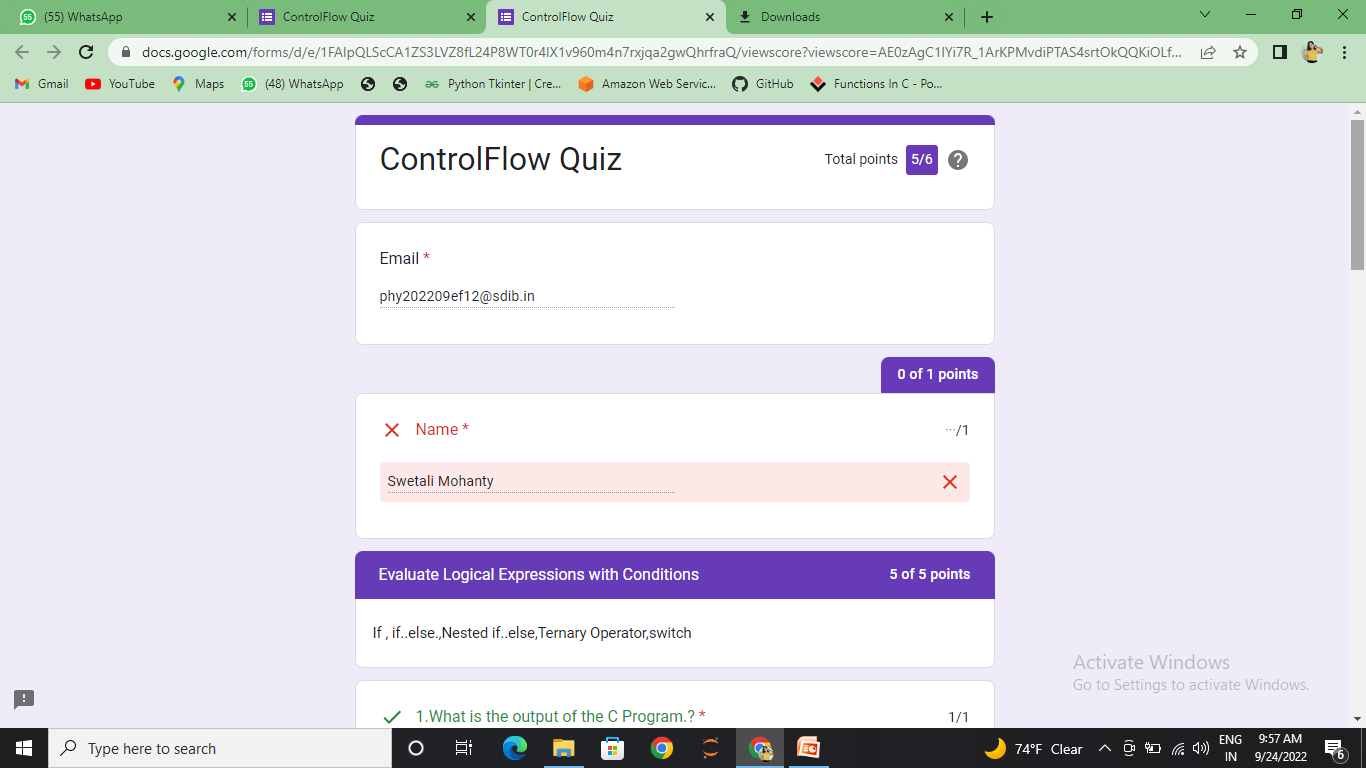 (55) WhatsApp
ControlFlow Quiz
ControlFlow Quiz
Downloads
docs.google.com/forms/d/e/1FAIpQLScCA1ZS3LVZ8fL24P8WT0r4IX1v960m4n7rxjqa2gwQhrfraQ/viewscore?viewscore=AE0zAgC1IYi7R_1ArKPMvdiPTAS4srtOkQQKiOLf...
Gmail
YouTube
Maps
(48) WhatsApp
Python Tkinter | Cre...
Amazon Web Servic...
GitHub
Functions In C - Po...
ControlFlow Quiz
Total points 5/6
Email *
phy202209ef12@sdib.in
0 of 1 points
Name *
···/1
Swetali Mohanty
Evaluate Logical Expressions with Conditions
5 of 5 points
If , if..else.,Nested if..else,Ternary Operator,switch
Activate Windows
Go to Settings to activate Windows.
1.What is the output of the C Program.? *
1/1
Type here to search
74°F Clear
ENG
IN
9:57 AM
9/24/2022
6